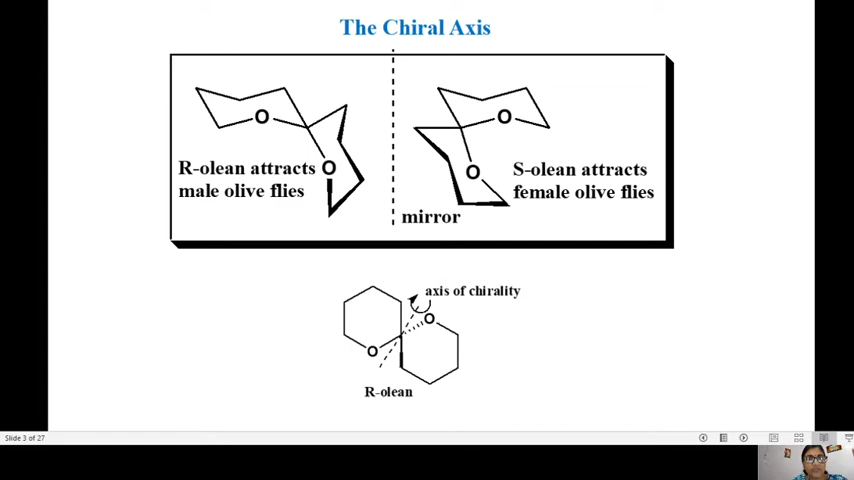 The Chiral Axis
O
O
R-olean attracts
male olive flies
O
O
S-olean attracts
female olive flies
mirror
axis of chirality
O
O
R-olean
Slide 3 of 27